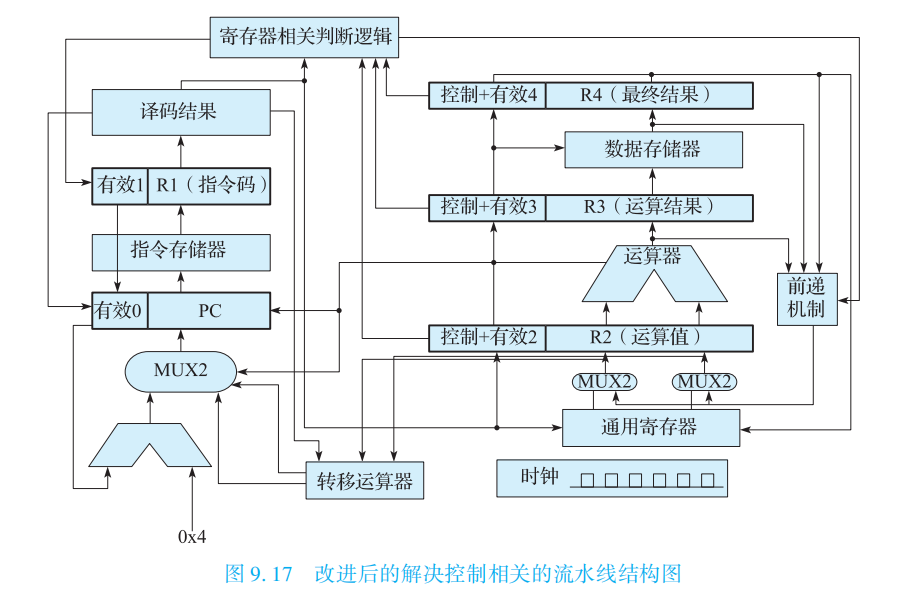 寄存器相关判断逻辑
译码结果
控制+有效4
R4（最终结果）
数据存储器
有效1
R1（指令码）
控制+有效3
R3（运算结果）
指令存储器
运算器
前递
机制
有效0
PC
控制+有效2
R2（运算值）
MUX2
MUX2
MUX2
通用寄存器
转移运算器
时钟
0x4
图 9.17 改进后的解决控制相关的流水线结构图